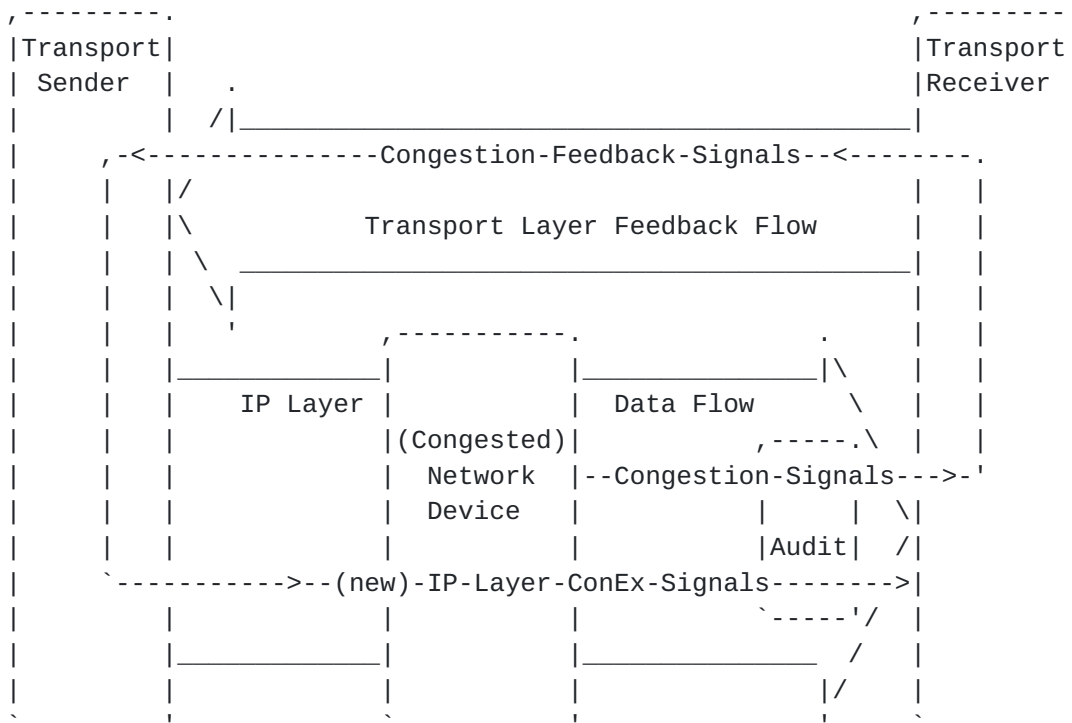 Transport Transport
Sender Receiver
Congestion-Feedback-Signals
Transport Layer Feedback Flow
IP Layer Data Flow
(Congested)
Network --Congestion-Signals--->-'
Device
Audit
(new)-IP-Layer-ConEx-Signals